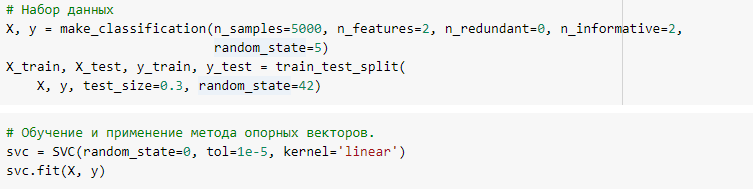 # Набор данных
X, y = make_classification(n_samples=5000, n_features=2, n_redundant=0, n_informative=2,
random_state=5)
X_train, X_test, y_train, y_test = train_test_split(
X, y, test_size=0.3, random_state=42)
# Обучение и применение метода опорных векторов.
svc = SVC(random_state=0, tol=1e-5, kernel='linear')
svc.fit(X, y)